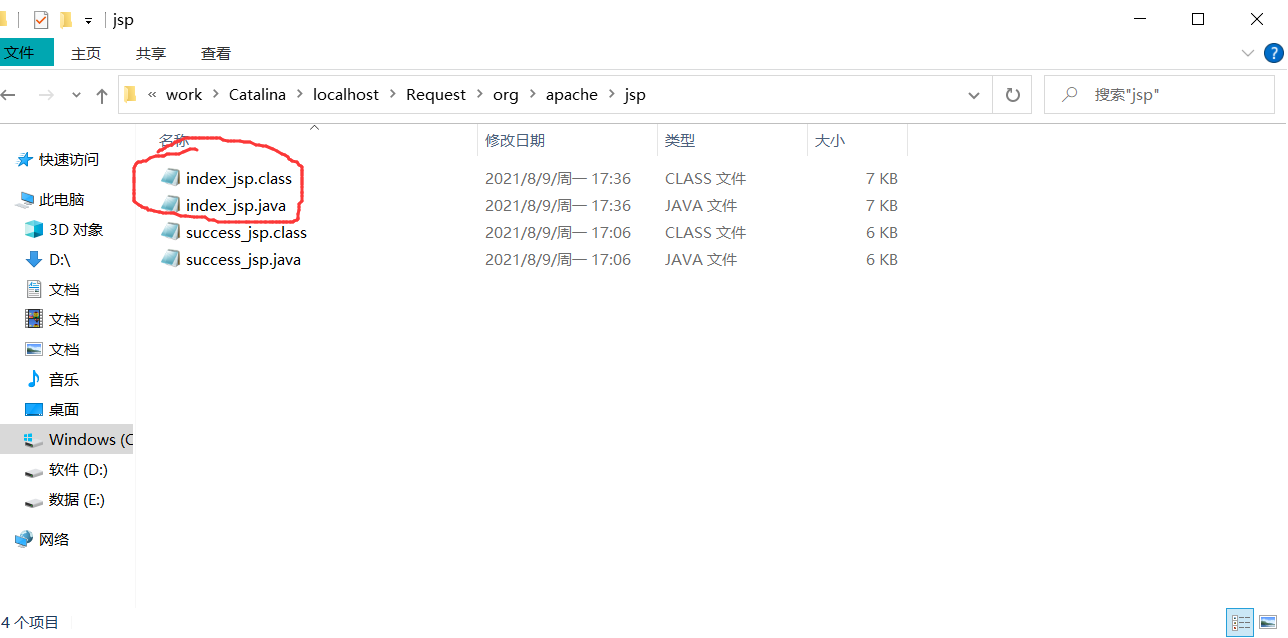 jsp
文件 主页 共享 查看
« work > Catalina > localhost > Request > org > apache > jsp 搜索"jsp"
名称 修改日期 类型 大小
快速访问
此电脑
3D 对象
D:\
文档
文档
文档
音乐
桌面
Windows (C
软件 (D:)
数据 (E:)
网络
index_jsp.class 2021/8/9/周一 17:36 CLASS 文件 7 KB
index_jsp.java 2021/8/9/周一 17:36 JAVA 文件 7 KB
success_jsp.class 2021/8/9/周一 17:06 CLASS 文件 6 KB
success_jsp.java 2021/8/9/周一 17:06 JAVA 文件 6 KB
4 个项目